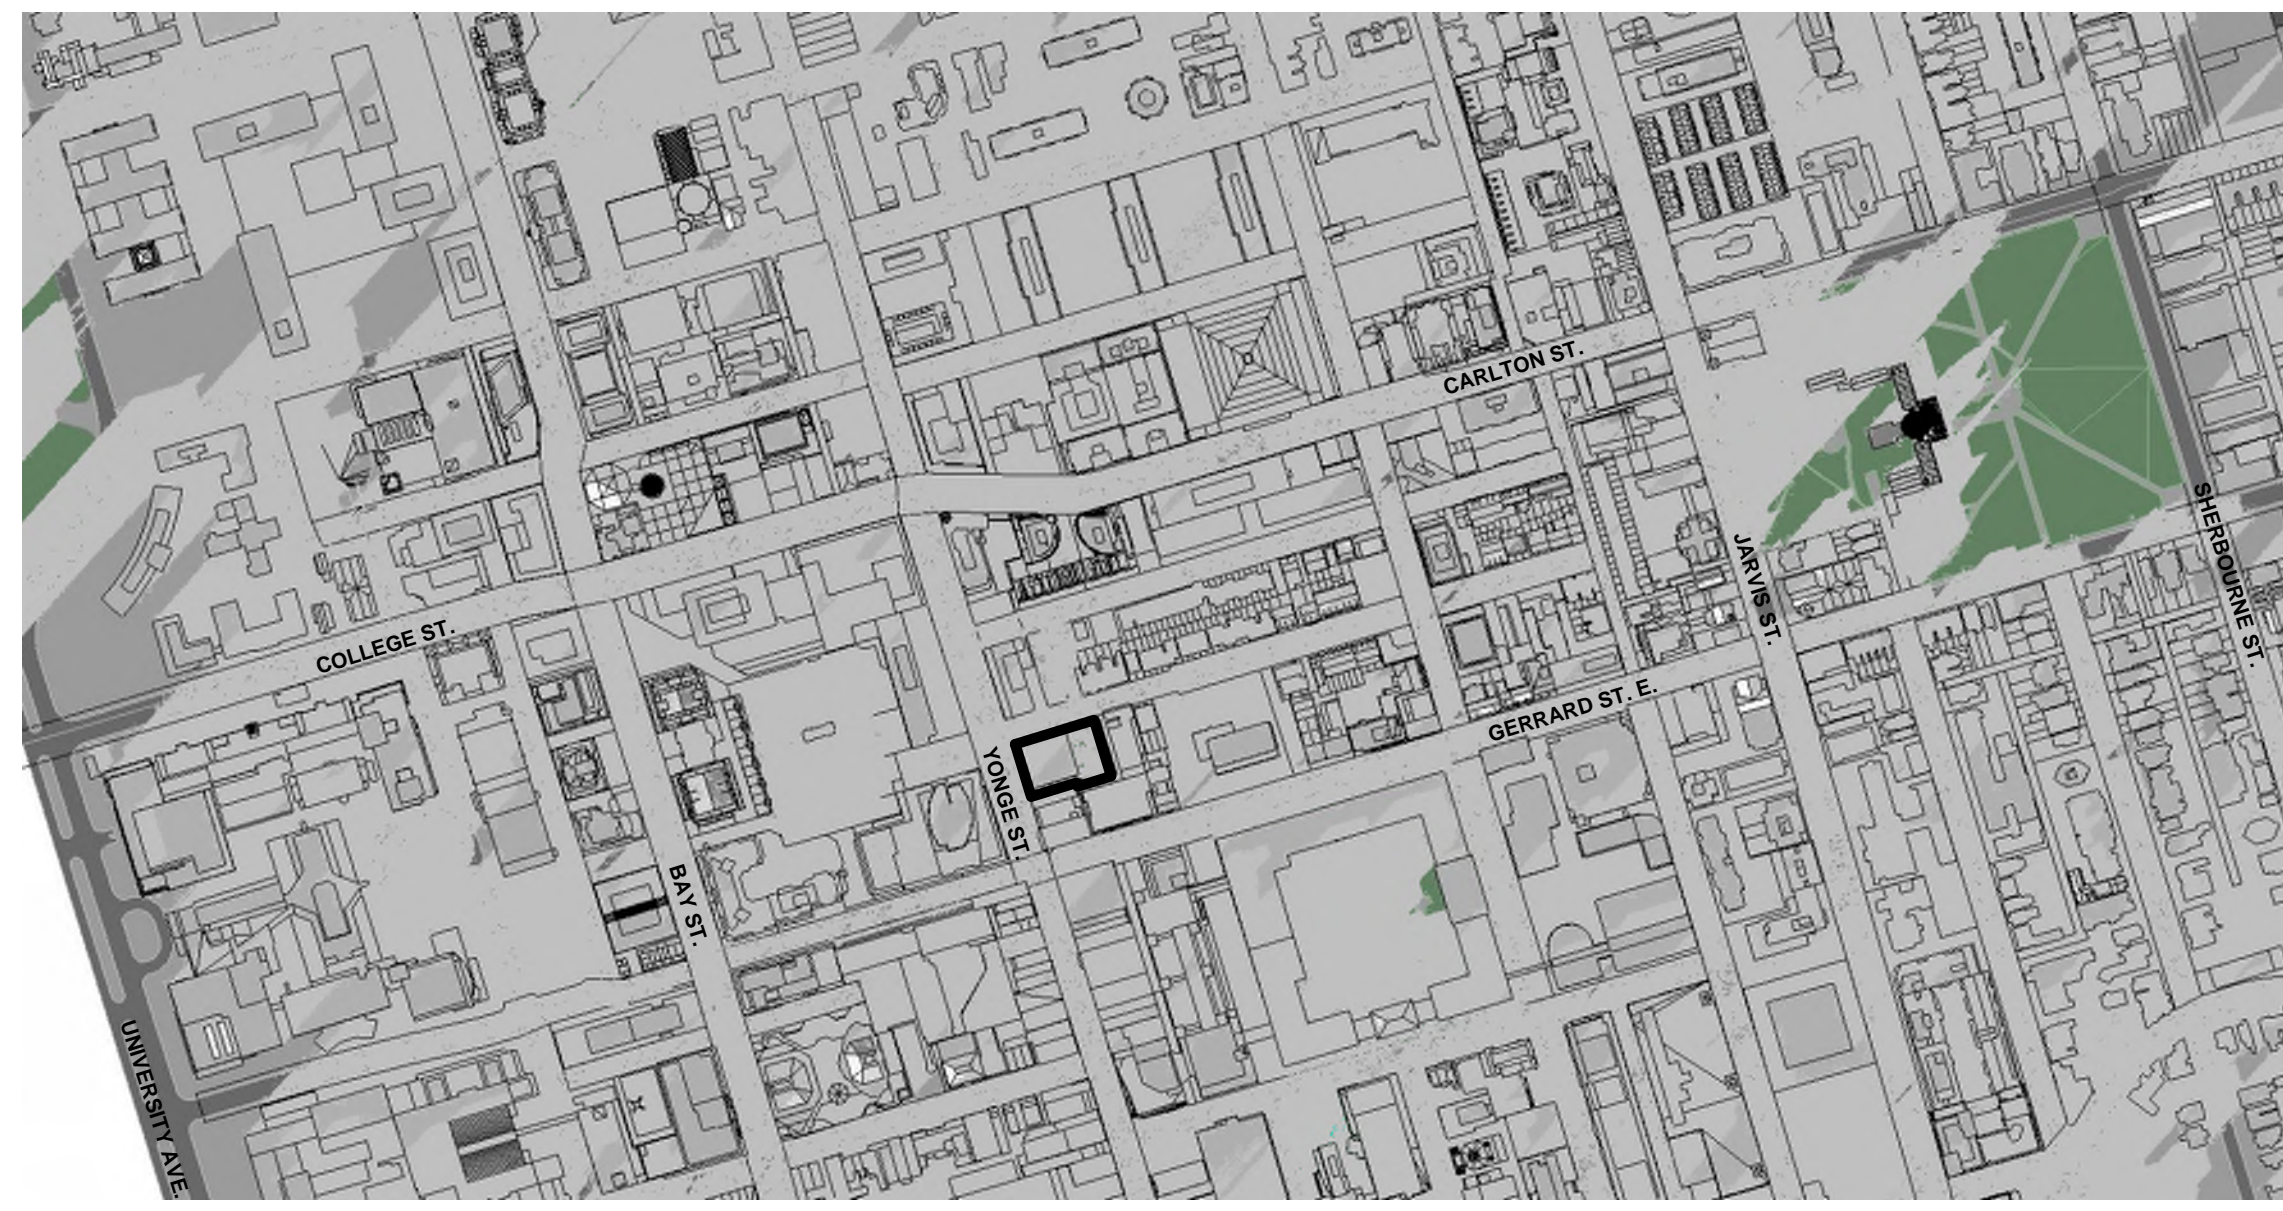 CARLTON ST.
COLLEGE ST.
SHERBOURNE ST.
JARVIS ST.
GERRARD ST. E.
YONGE ST.
BAY ST.
UNIVERSITY AVE.